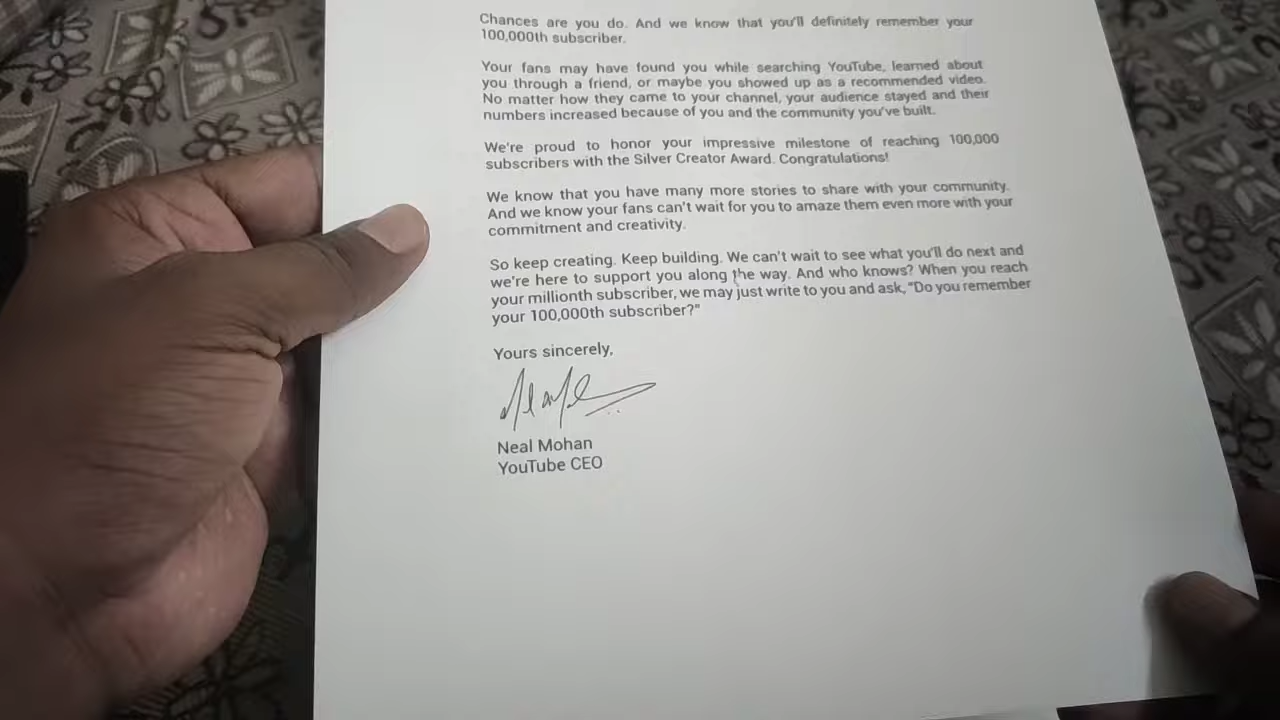 Chances are you do. And we know that you'll definitely remember your
100,000th subscriber.
Your fans may have found you while searching YouTube, learned about
you through a friend, or maybe you showed up as a recommended video.
No matter how they came to your channel, your audience stayed and their
numbers increased because of you and the community you've built.
We're proud to honor your impressive milestone of reaching 100,000
subscribers with the Silver Creator Award. Congratulations!
We know that you have many more stories to share with your community.
And we know your fans can't wait for you to amaze them even more with your
commitment and creativity.
So keep creating. Keep building. We can't wait to see what you'll do next and
we're here to support you along the way. And who knows? When you reach
your millionth subscriber, we may just write to you and ask, "Do you remember
your 100,000th subscriber?"
Yours sincerely,
Neal Mohan
YouTube CEO